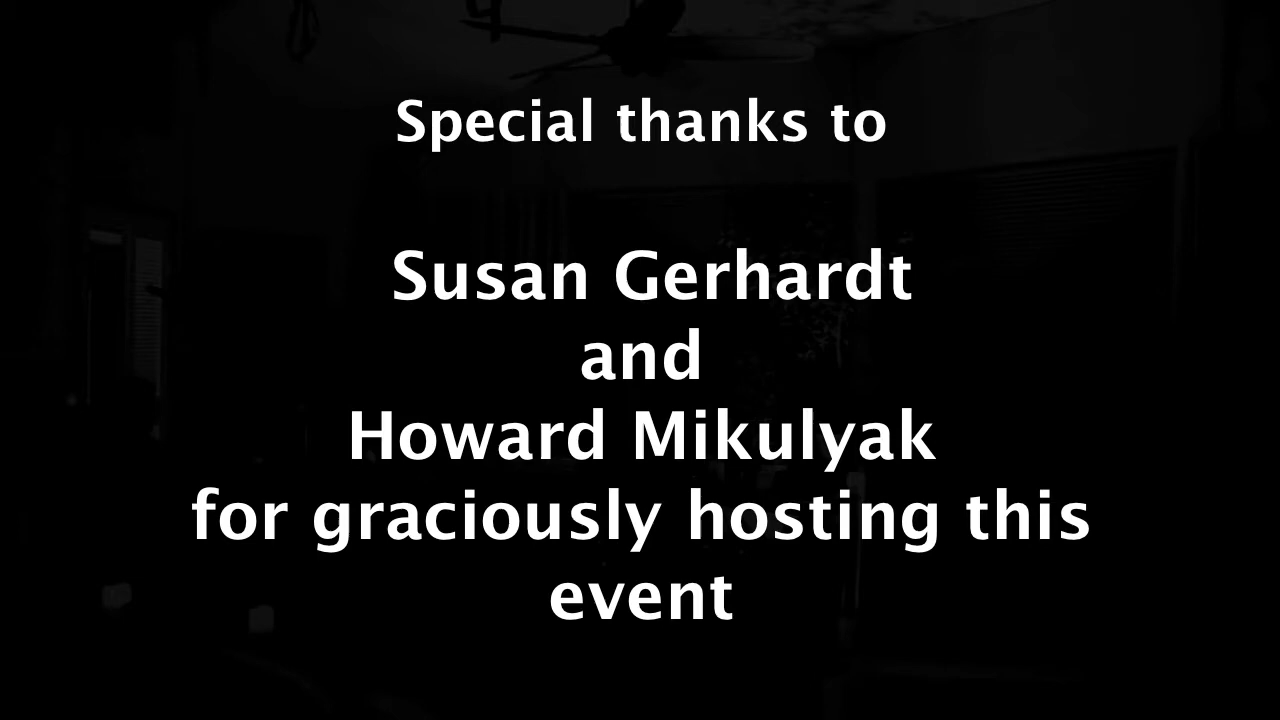 Special thanks to
Susan Gerhardt
and
Howard Mikulyak
for graciously hosting this
event